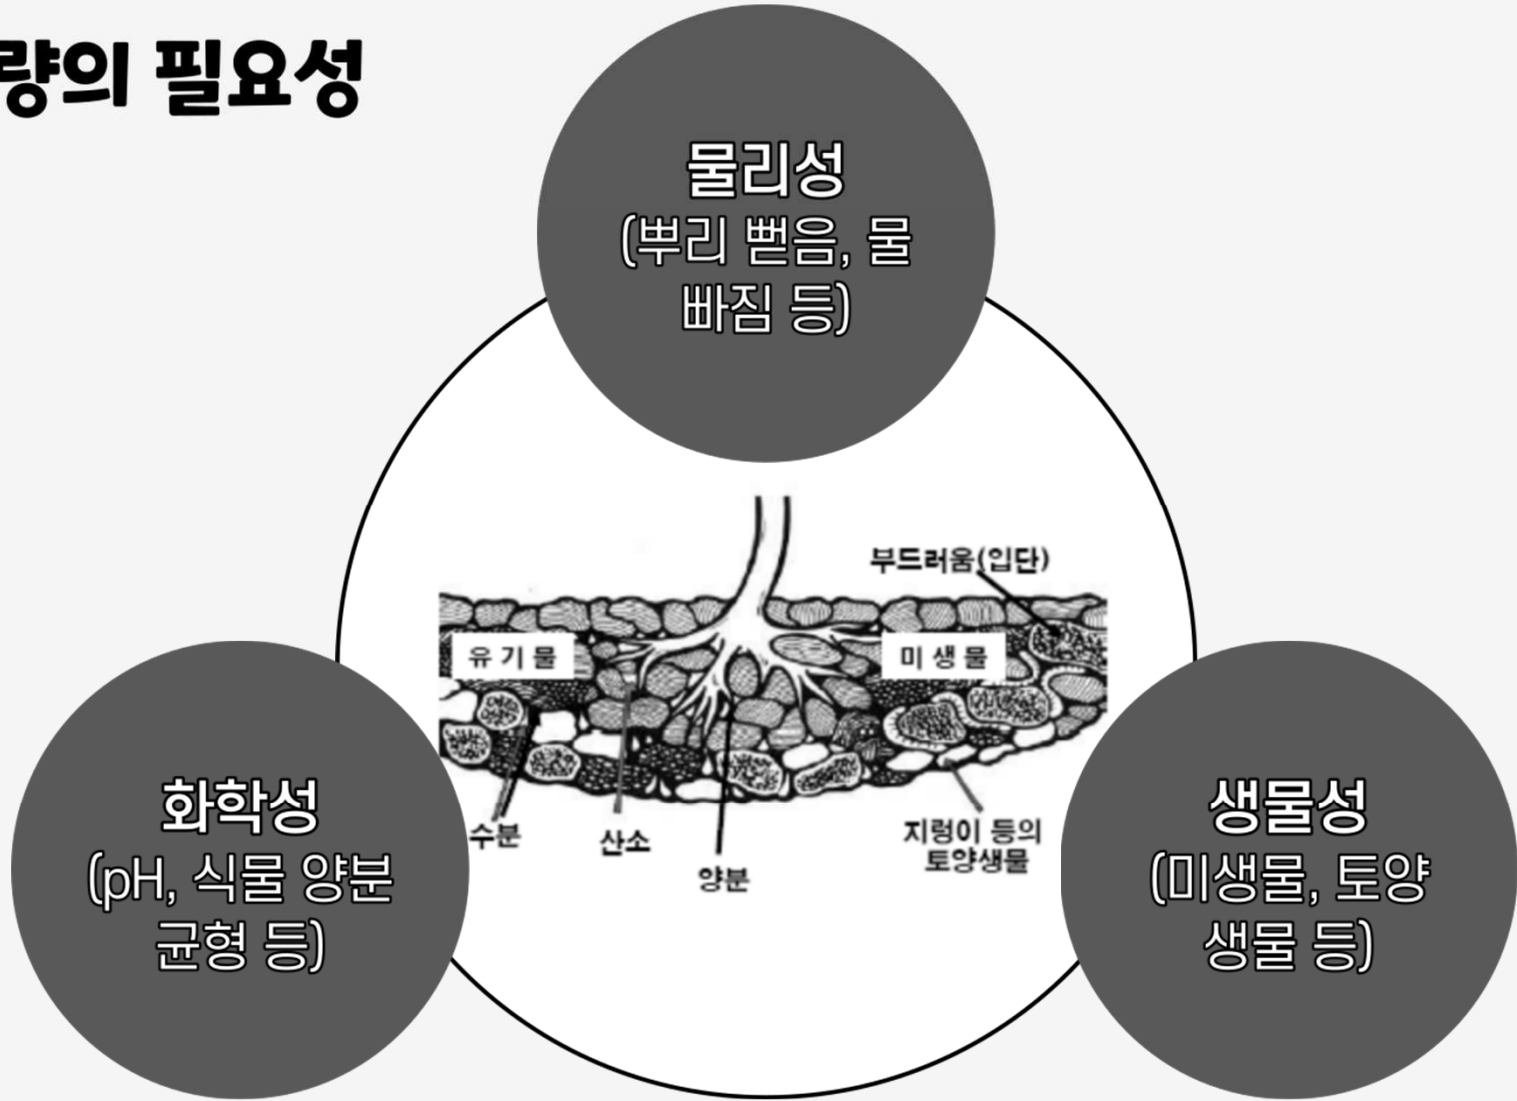 량의 필요성
물리성
(뿌리 뻗음, 물
빠짐 등)
부드러움(입단)
유기물
미생물
수분
산소
양분
지렁이 등의
토양생물
화학성
(pH, 식물 양분
균형 등)
생물성
(미생물, 토양
생물 등)